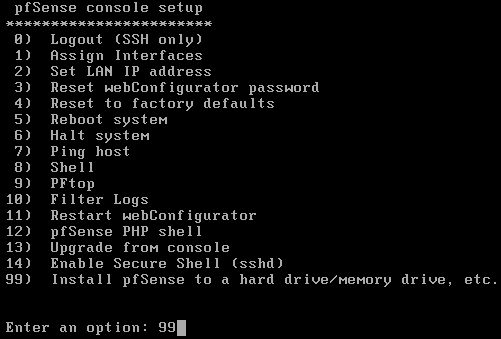 pfSense console setup
***********************
0) Logout (SSH only)
1) Assign Interfaces
2) Set LAN IP address
3) Reset webConfigurator password
4) Reset to factory defaults
5) Reboot system
6) Halt system
7) Ping host
8) Shell
9) PFtop
10) Filter Logs
11) Restart webConfigurator
12) pfSense PHP shell
13) Upgrade from console
14) Enable Secure Shell (sshd)
99) Install pfSense to a hard drive/memory drive, etc.
Enter an option: 99